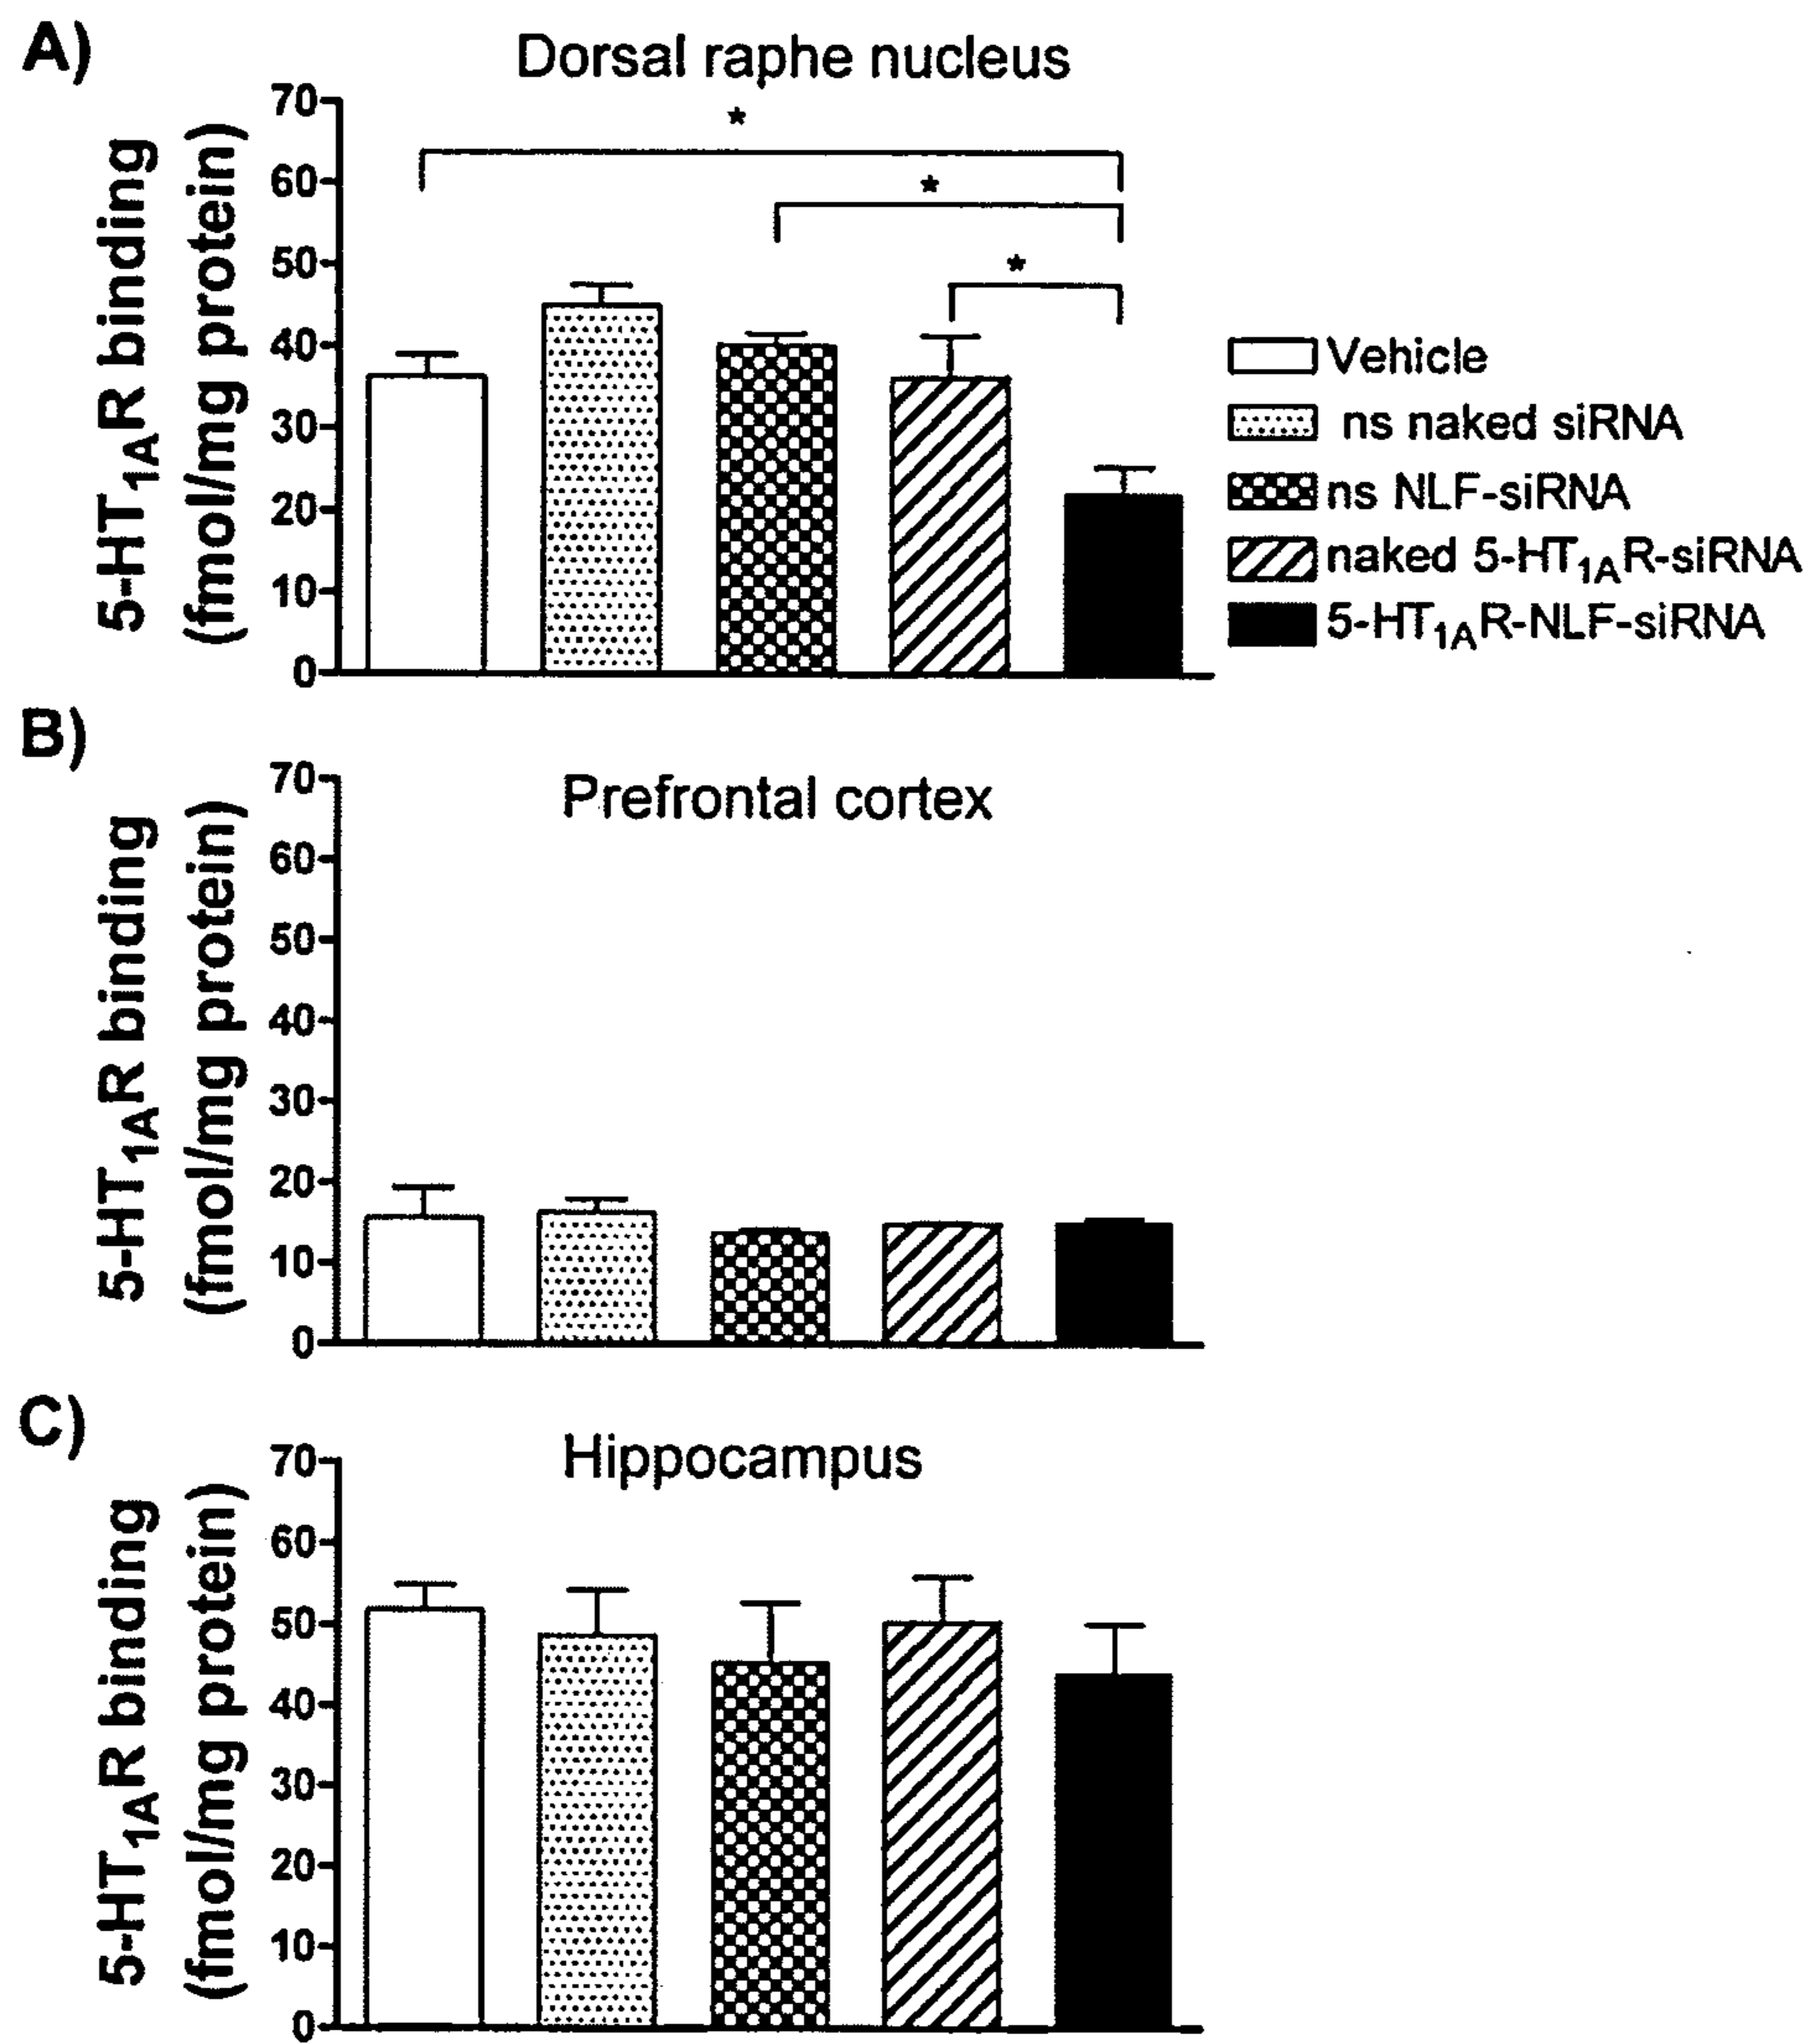 A)
Dorsal raphe nucleus
5-HT1AR binding
(fmol/mg protein)
70
60
50
40
30
20
10
0
*
*
*
Vehicle
ns naked siRNA
ns NLF-siRNA
naked 5-HT1AR-siRNA
5-HT1AR-NLF-siRNA
B)
Prefrontal cortex
5-HT1AR binding
(fmol/mg protein)
70
60
50
40
30
20
10
0
C)
Hippocampus
5-HT1AR binding
(fmol/mg protein)
70
60
50
40
30
20
10
0